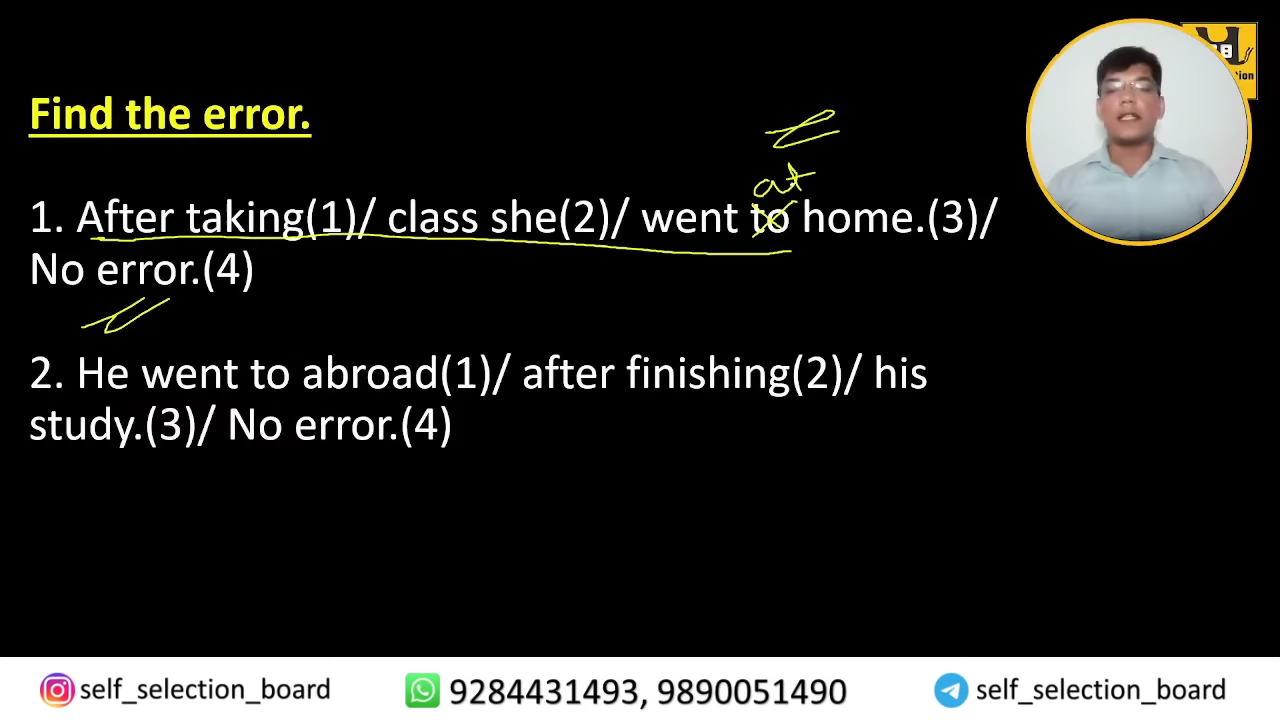 Find the error.
at
1. After taking(1)/ class she(2)/ went to home.(3)/
No error.(4)
2. He went to abroad(1)/ after finishing(2)/ his
study.(3)/ No error.(4)
self_selection_board
9284431493, 9890051490
self_selection_board